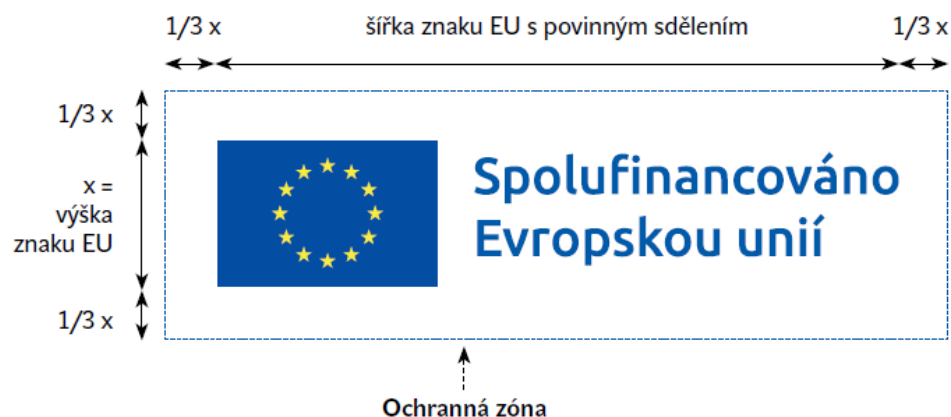 1/3 x
šířka znaku EU s povinným sdělením
1/3 x
1/3 x
x =
výška
znaku EU
1/3 x
Spolufinancováno
Evropskou unií
Ochranná zóna